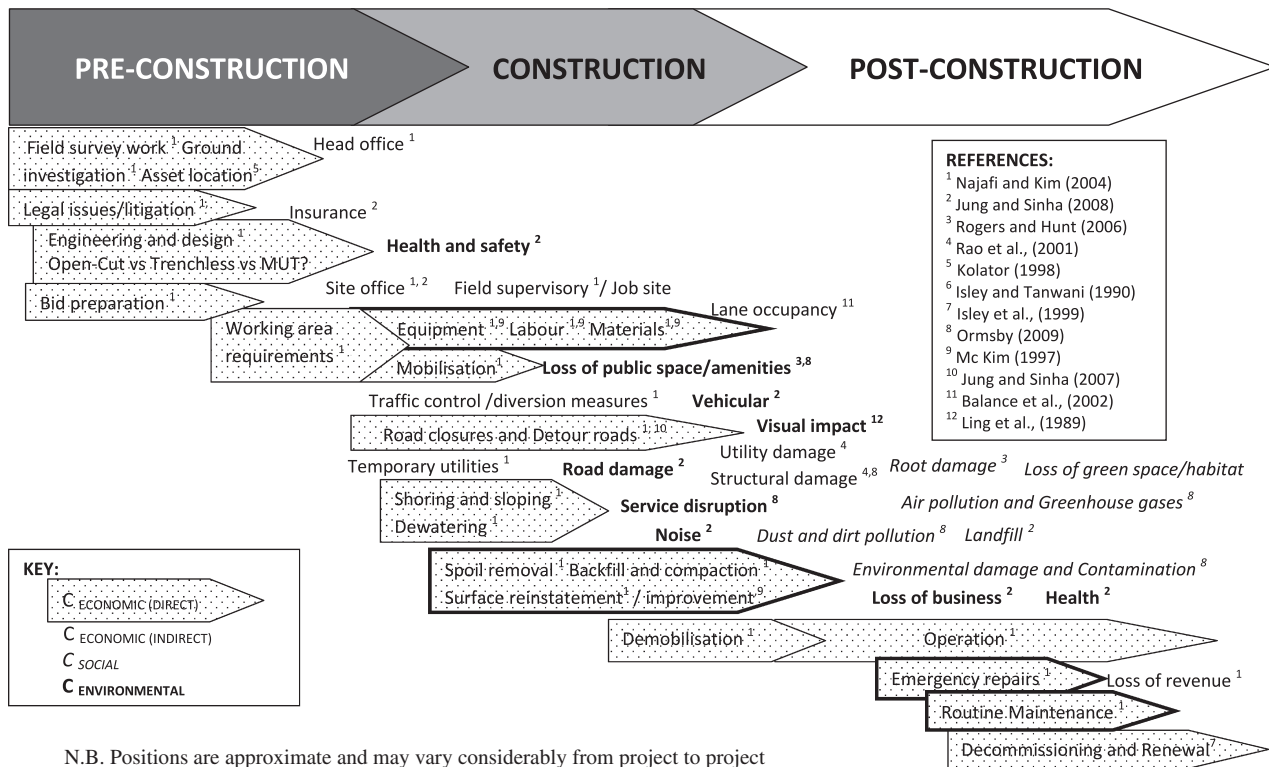 PRE-CONSTRUCTION
CONSTRUCTION
POST-CONSTRUCTION
Field survey work 1 Ground
investigation 1 Asset location5
Head office 1
Legal issues/litigation 1
Insurance 2
Engineering and design 1
Open-Cut vs Trenchless vs MUT?
Health and safety 2
Bid preparation 1
Site office 1, 2
Field supervisory 1/ Job site
Lane occupancy 11
Working area
requirements 1
Equipment 1,9 Labour 1,9 Materials1,9
Mobilisation1
Loss of public space/amenities 3,8
Traffic control /diversion measures 1
Vehicular 2
Road closures and Detour roads 1, 10
Visual impact 12
Utility damage 4
Temporary utilities 1
Road damage 2
Structural damage 4,8
Root damage 3
Loss of green space/habitat
Shoring and sloping 1
Dewatering 1
Service disruption 8
Air pollution and Greenhouse gases 8
Noise 2
Dust and dirt pollution 8
Landfill 2
Spoil removal 1 Backfill and compaction 1
Surface reinstatement1 / improvement9
Environmental damage and Contamination 8
Loss of business 2
Health 2
Demobilisation 1
Operation 1
Emergency repairs 1
Loss of revenue 1
Routine Maintenance 1
Decommissioning and Renewal7
REFERENCES:
1 Najafi and Kim (2004)
2 Jung and Sinha (2008)
3 Rogers and Hunt (2006)
4 Rao et al., (2001)
5 Kolator (1998)
6 Isley and Tanwani (1990)
7 Isley et al., (1999)
8 Ormsby (2009)
9 Mc Kim (1997)
10 Jung and Sinha (2007)
11 Balance et al., (2002)
12 Ling et al., (1989)
KEY:
C ECONOMIC (DIRECT)
C ECONOMIC (INDIRECT)
C SOCIAL
C ENVIRONMENTAL
N.B. Positions are approximate and may vary considerably from project to project